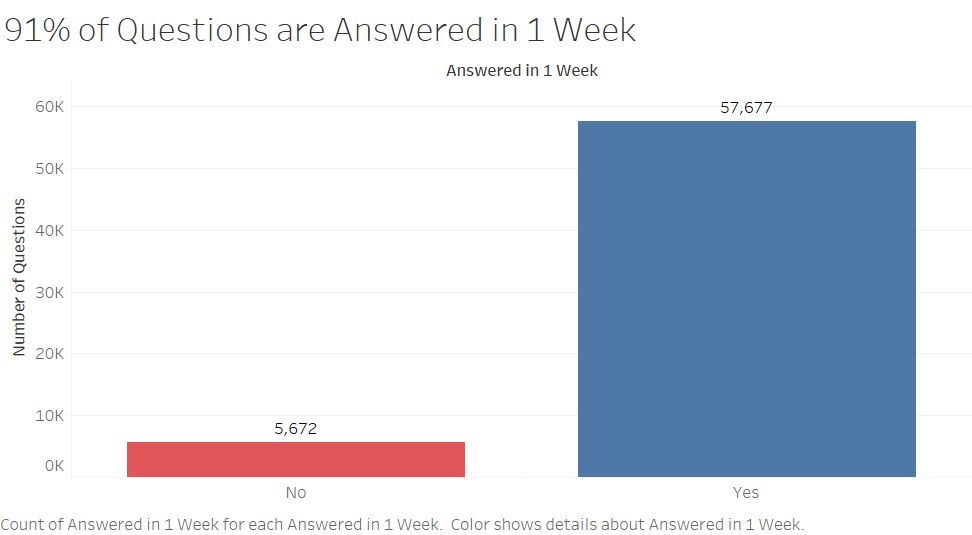 91% of Questions are Answered in 1 Week
Answered in 1 Week
60K
57,677
50K
40K
Number of Questions
30K
20K
10K
5,672
0K
No
Yes
Count of Answered in 1 Week for each Answered in 1 Week.  Color shows details about Answered in 1 Week.